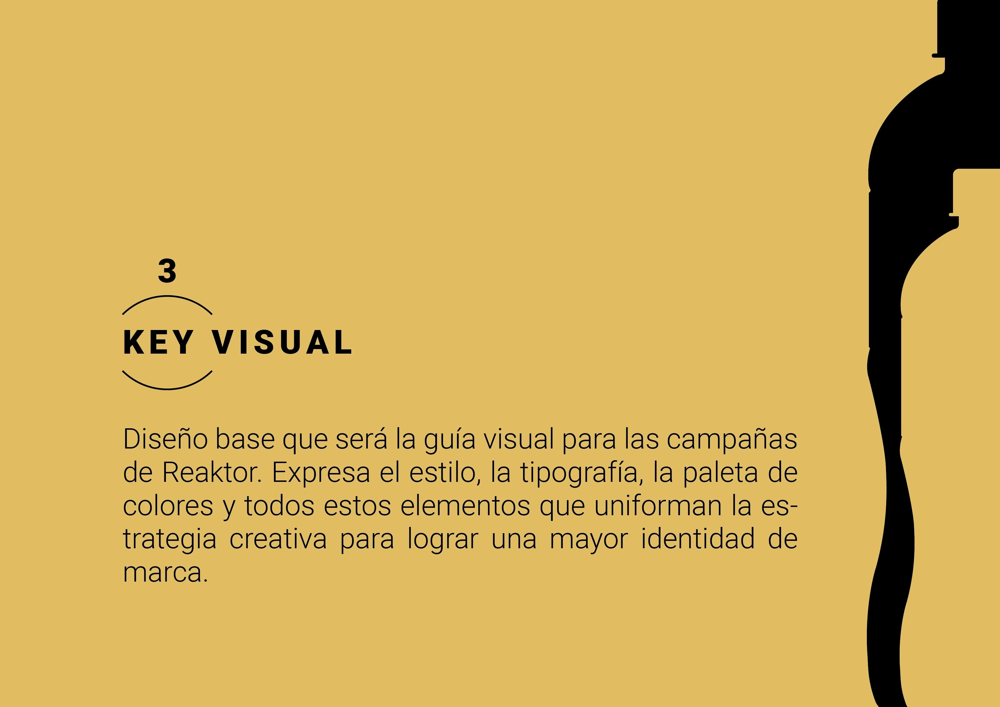 3
KEY VISUAL
Diseño base que será la guía visual para las campañas
de Reaktor. Expresa el estilo, la tipografía, la paleta de
colores y todos estos elementos que uniforman la es-
trategia creativa para lograr una mayor identidad de
marca.